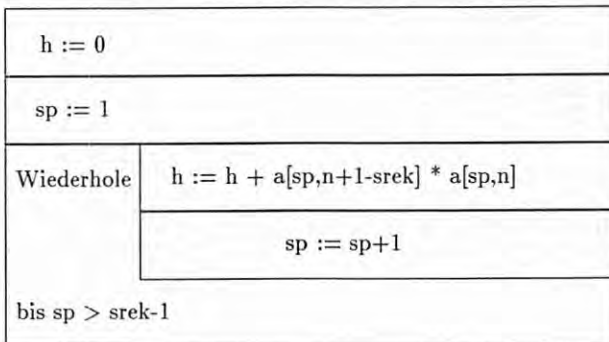 h := 0
sp := 1
Wiederhole
h := h + a[sp,n+1-srek] * a[sp,n]
sp := sp+1
bis sp > srek-1